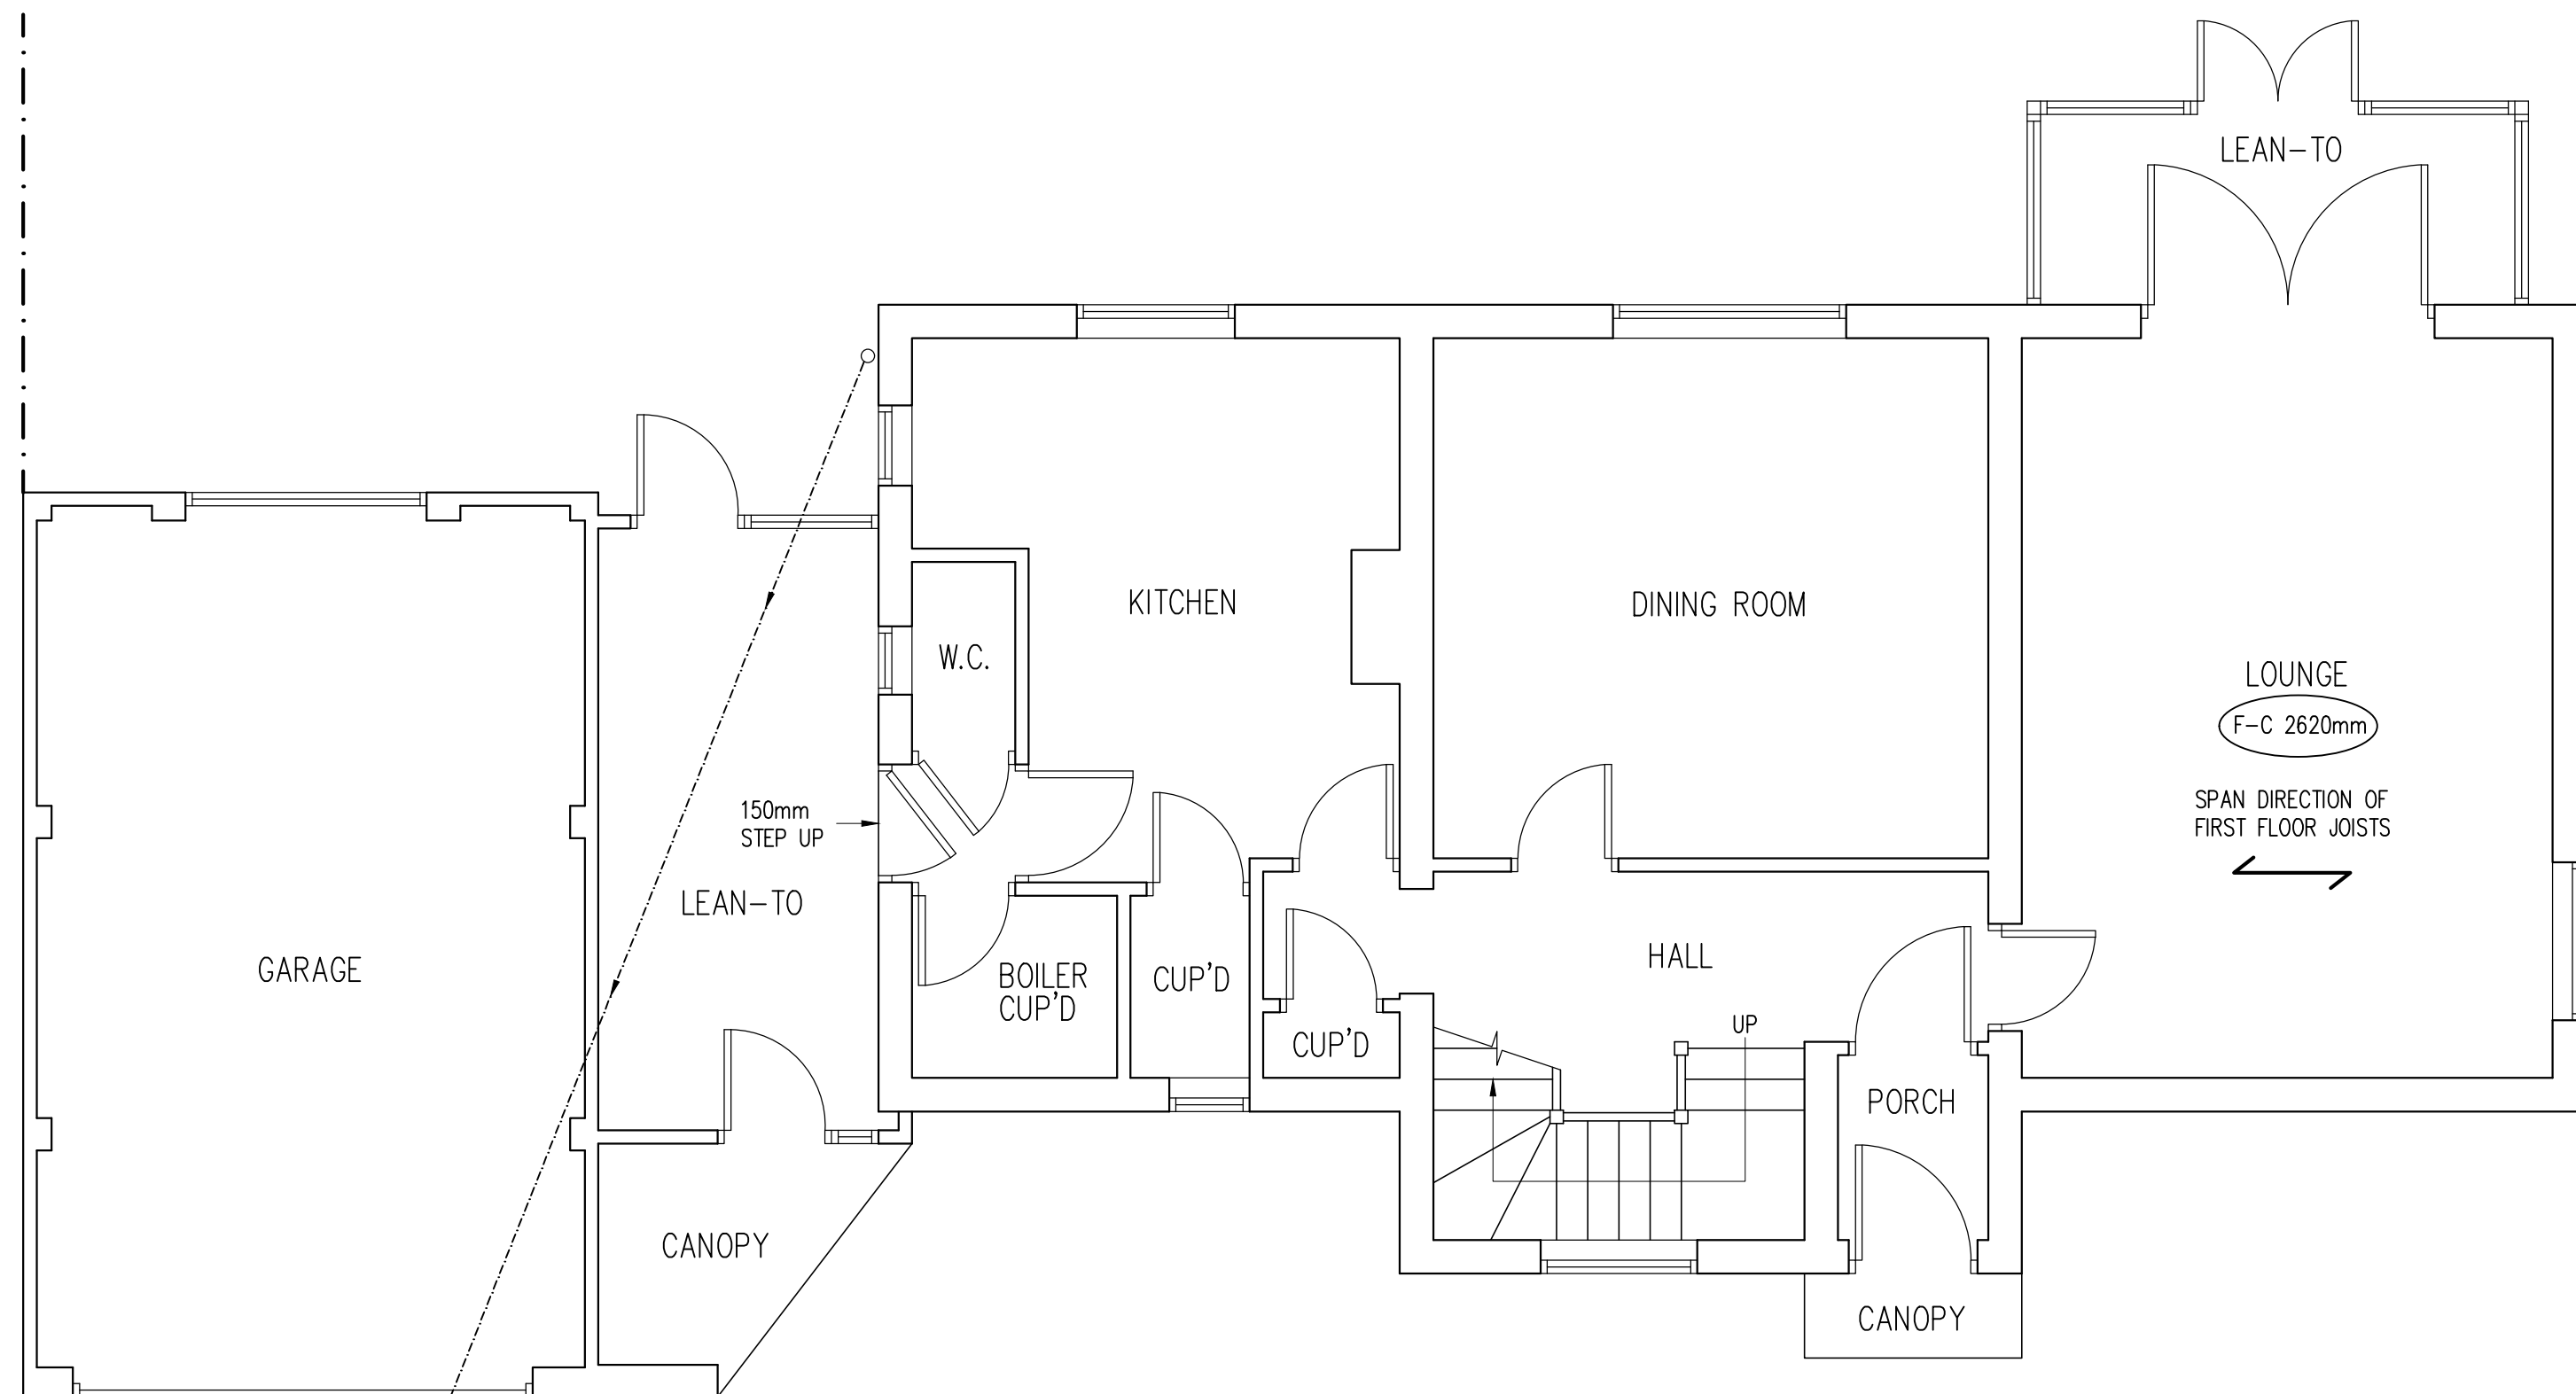 LEAN-TO
KITCHEN
DINING ROOM
W.C.
LOUNGE
F-C 2620mm
SPAN DIRECTION OF
FIRST FLOOR JOISTS
150mm
STEP UP
LEAN-TO
GARAGE
BOILER
CUP'D
CUP'D
CUP'D
HALL
UP
PORCH
CANOPY
CANOPY